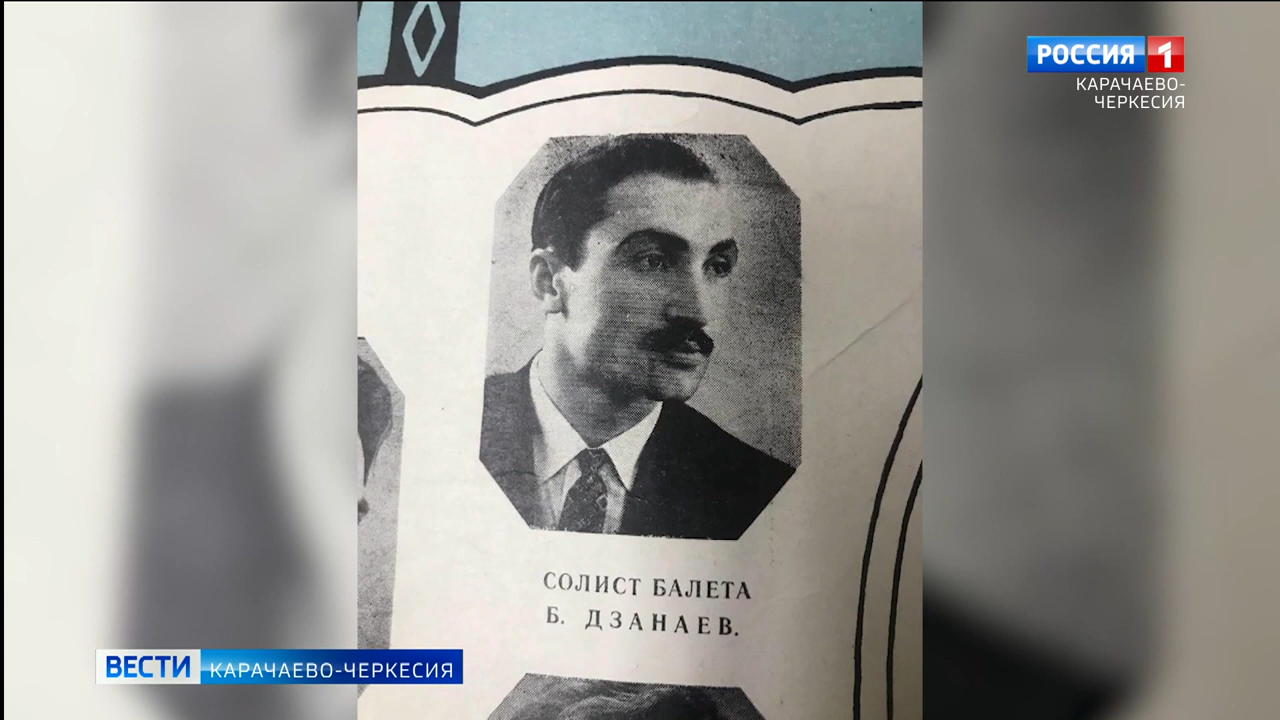 РОССИЯ 1
КАРАЧАЕВО-
ЧЕРКЕСИЯ
СОЛИСТ БАЛЕТА
Б. ДЗАНАЕВ.
ВЕСТИ КАРАЧАЕВО-ЧЕРКЕСИЯ